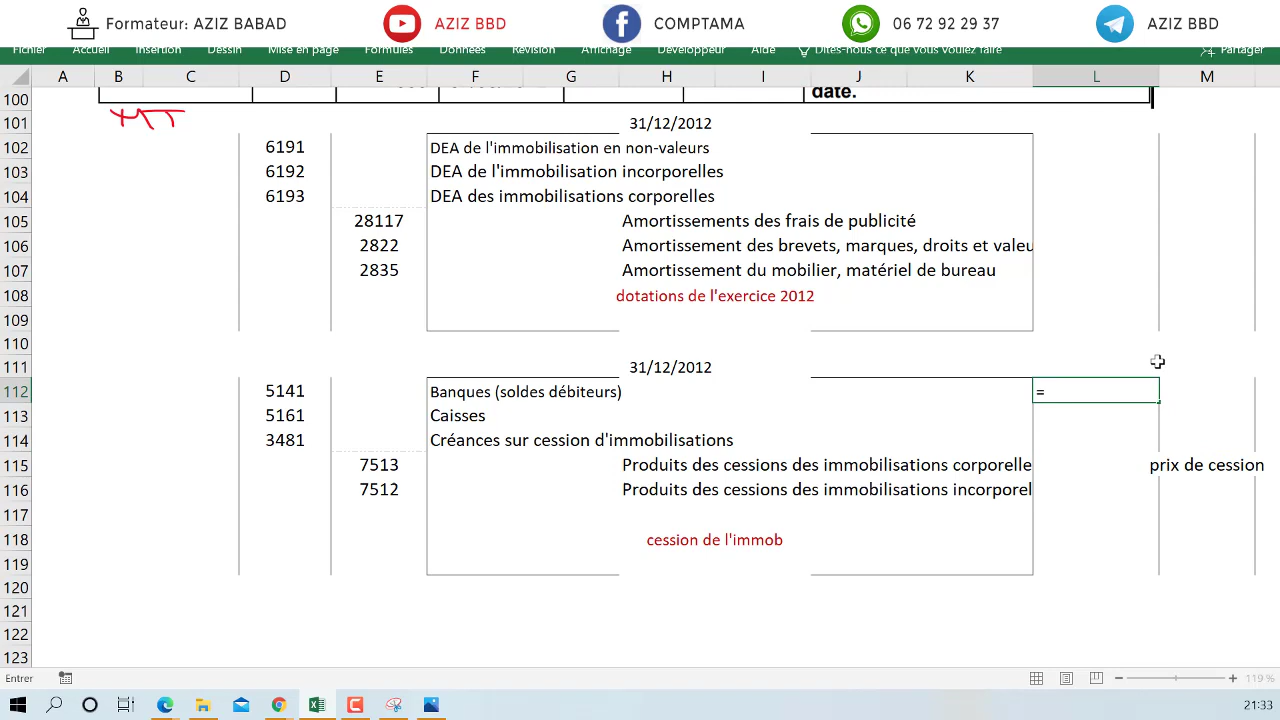 Formateur: AZIZ BABAD AZIZ BBD COMPTAMA 06 72 92 29 37 AZIZ BBD
Fichier Accueil Insertion Dessin Mise en page Formules Données Révision Affichage Développeur Aide Dites-nous ce que vous voulez faire Partager
A B C D E F G H I J K L M
100 date.
101 31/12/2012
102 6191 DEA de l'immobilisation en non-valeurs
103 6192 DEA de l'immobilisation incorporelles
104 6193 DEA des immobilisations corporelles
105 28117 Amortissements des frais de publicité
106 2822 Amortissement des brevets, marques, droits et valeu
107 2835 Amortissement du mobilier, matériel de bureau
108 dotations de l'exercice 2012
109
110
111 31/12/2012
112 5141 Banques (soldes débiteurs) =
113 5161 Caisses
114 3481 Créances sur cession d'immobilisations
115 7513 Produits des cessions des immobilisations corporelle prix de cession
116 7512 Produits des cessions des immobilisations incorporel
117
118 cession de l'immob
119
120
121
122
123
Entrer 119 %
21:33